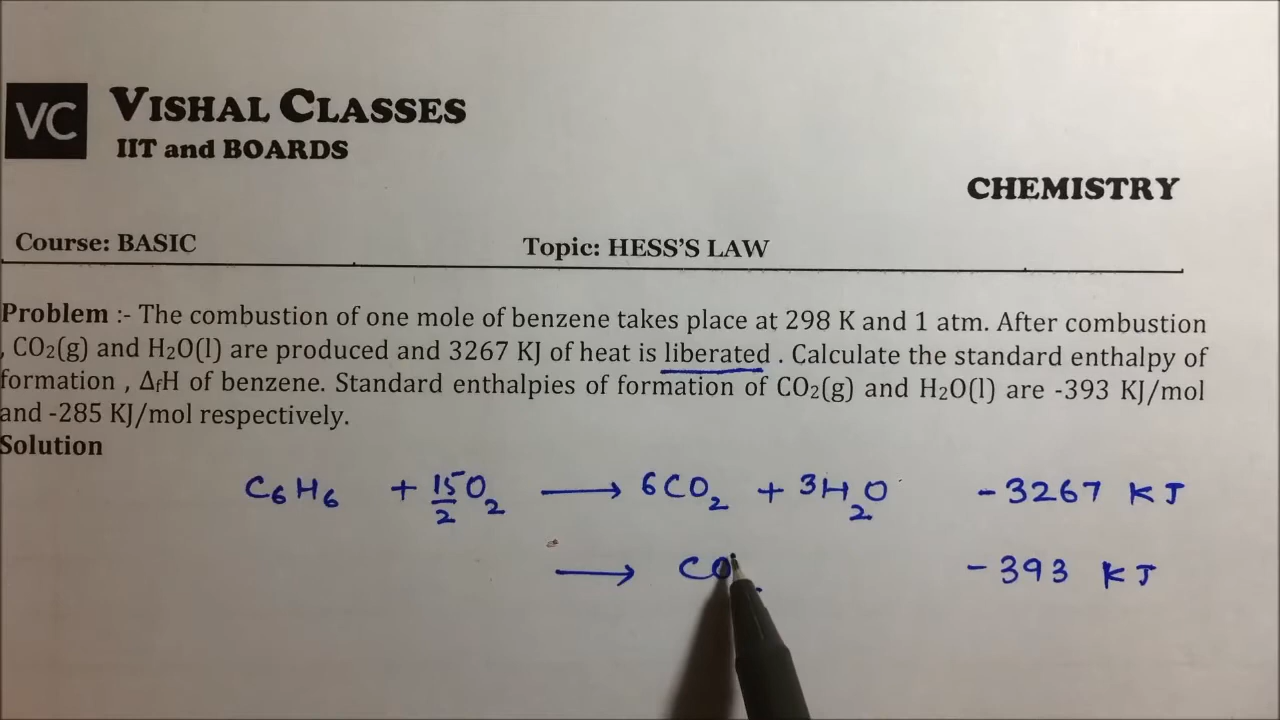 VC VISHAL CLASSES
IIT and BOARDS
CHEMISTRY
Course: BASIC Topic: HESS'S LAW
Problem :- The combustion of one mole of benzene takes place at 298 K and 1 atm. After combustion
, CO2(g) and H2O(l) are produced and 3267 KJ of heat is liberated . Calculate the standard enthalpy of
formation , ΔfH of benzene. Standard enthalpies of formation of CO2(g) and H2O(l) are -393 KJ/mol
and -285 KJ/mol respectively.
Solution
C6H6 + 15/2 O2 ⟶ 6CO2 + 3H2O -3267 KJ
⟶ CO -393 KJ